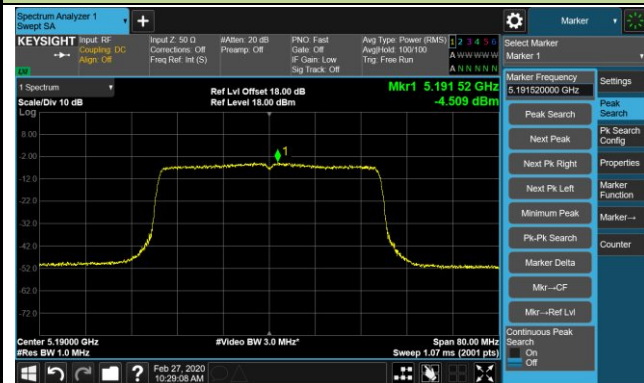 Spectrum Analyzer 1
Swept SA
Marker
KEYSIGHT
Input: RF
Coupling: DC
Align: Off
Input Z: 50 Ω
Corrections: Off
Freq Ref: Int (S)
#Atten: 20 dB
Preamp: Off
PNO: Fast
Gate: Off
IF Gain: Low
Sig Track: Off
Avg Type: Power (RMS)
Avg|Hold: 100/100
Trig: Free Run
1 2 3 4 5 6
A W W W W W
A N N N N N
LXI
Select Marker
Marker 1
1 Spectrum
Scale/Div 10 dB
Log
Ref Lvl Offset 18.00 dB
Ref Level 18.00 dBm
Mkr1 5.191 52 GHz
-4.509 dBm
8.00
-2.00
-12.0
-22.0
-32.0
-42.0
-52.0
-62.0
-72.0
1
Center 5.19000 GHz
#Res BW 1.0 MHz
#Video BW 3.0 MHz*
Span 80.00 MHz
Sweep 1.07 ms (2001 pts)
Marker Frequency
5.191520000 GHz
Peak Search
Next Peak
Next Pk Right
Next Pk Left
Minimum Peak
Pk-Pk Search
Marker Delta
Mkr→CF
Mkr→Ref Lvl
Continuous Peak
Search
On
Off
Settings
Peak
Search
Pk Search
Config
Properties
Marker
Function
Marker→
Counter
?
Feb 27, 2020
10:29:08 AM